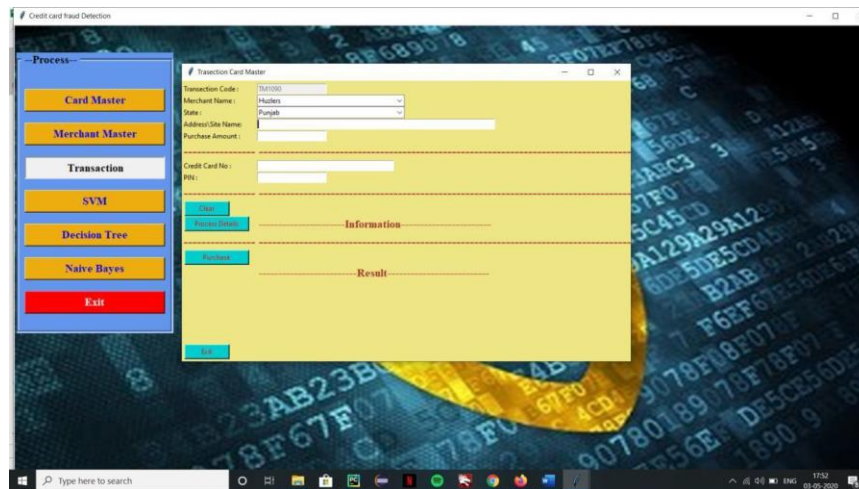 Credit card fraud Detection
--Process--
Card Master
Merchant Master
Transaction
SVM
Decision Tree
Naive Bayes
Exit
Trasection Card Master
Transection Code :
TM1090
Merchant Name :
Huzlers
State :
Punjab
Address\Site Name:
Purchase Amount :
Credit Card No :
PIN :
Clear
Process Details
Information
Purchase
Result
Exit
Type here to search
ENG
17:52
03-05-2020